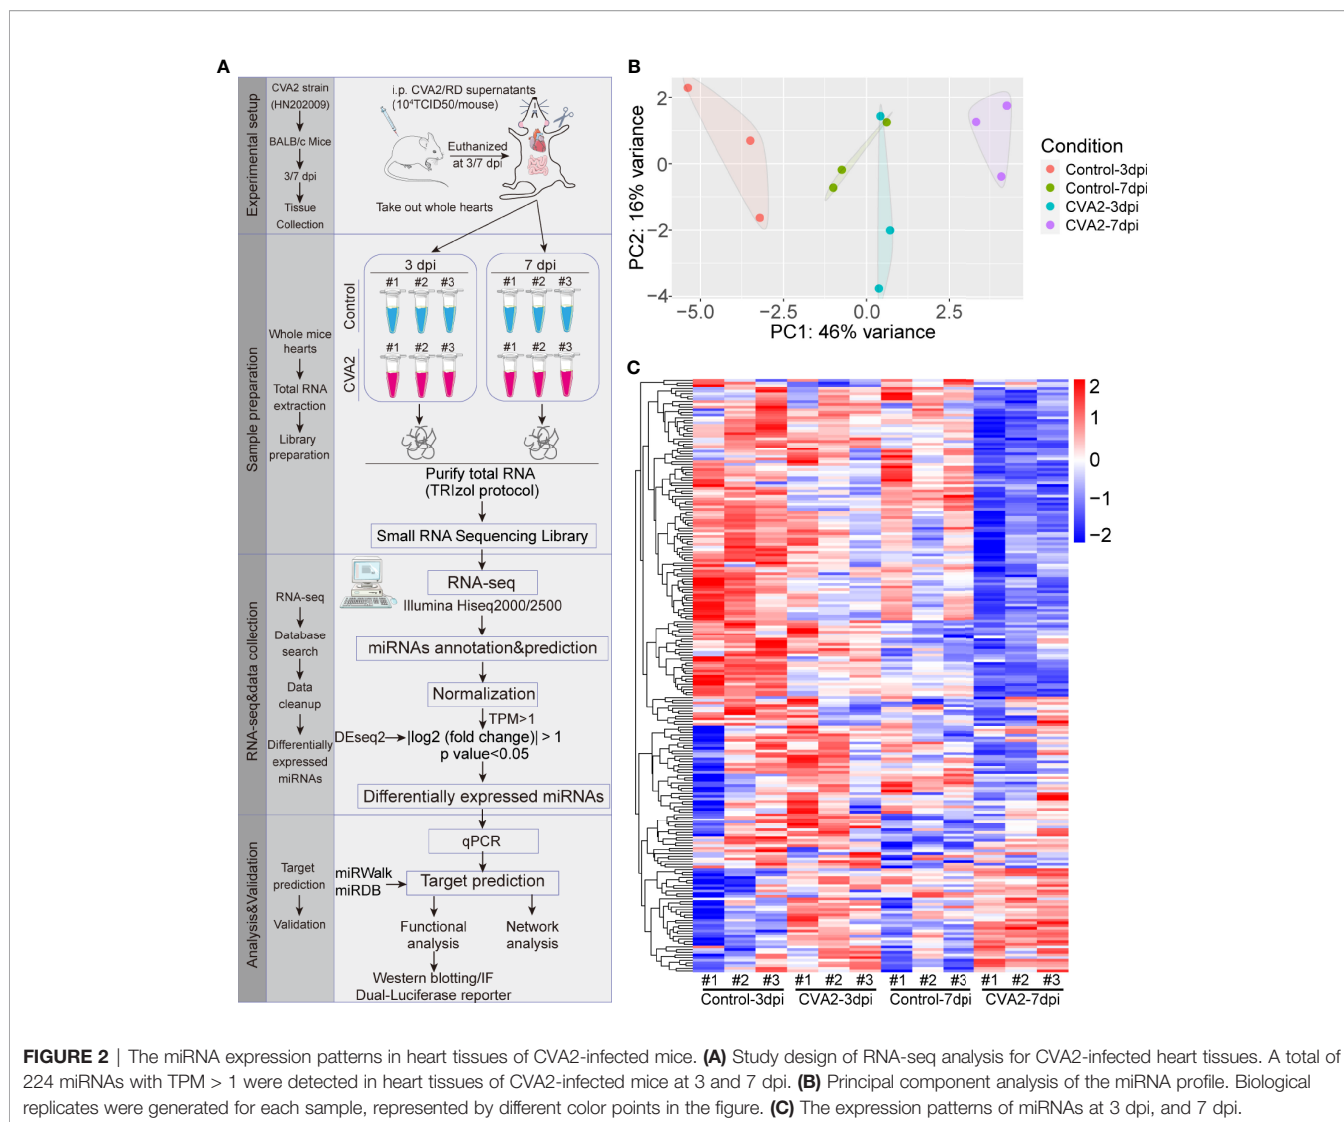 A
Experimental setup
CVA2 strain
(HN202009)
BALB/c Mice
3/7 dpi
Tissue
Collection
i.p. CVA2/RD supernatants
(10⁴TCID50/mouse)
Euthanized
at 3/7 dpi
Take out whole hearts
Sample preparation
Whole mice
hearts
Total RNA
extraction
Library
preparation
3 dpi
7 dpi
#1 #2 #3
#1 #2 #3
Control
#1 #2 #3
#1 #2 #3
CVA2
Purify total RNA
(TRIzol protocol)
Small RNA Sequencing Library
RNA-seq&data collection
RNA-seq
Database
search
Data
cleanup
Differentially
expressed
miRNAs
RNA-seq
Illumina Hiseq2000/2500
miRNAs annotation&prediction
Normalization
TPM>1
DEseq2
|log2 (fold change)| > 1
p value<0.05
Differentially expressed miRNAs
Analysis&Validation
Target
prediction
Validation
qPCR
miRWalk
miRDB
Target prediction
Functional
analysis
Network
analysis
Western blotting/IF
Dual-Luciferase reporter
B
PC2: 16% variance
2
0
−2
−4
−5.0 −2.5 0.0 2.5
PC1: 46% variance
Condition
Control-3dpi
Control-7dpi
CVA2-3dpi
CVA2-7dpi
C
2
1
0
−1
−2
#1 #2 #3 #1 #2 #3 #1 #2 #3 #1 #2 #3
Control-3dpi CVA2-3dpi Control-7dpi CVA2-7dpi
FIGURE 2 | The miRNA expression patterns in heart tissues of CVA2-infected mice. (A) Study design of RNA-seq analysis for CVA2-infected heart tissues. A total of
224 miRNAs with TPM > 1 were detected in heart tissues of CVA2-infected mice at 3 and 7 dpi. (B) Principal component analysis of the miRNA profile. Biological
replicates were generated for each sample, represented by different color points in the figure. (C) The expression patterns of miRNAs at 3 dpi, and 7 dpi.